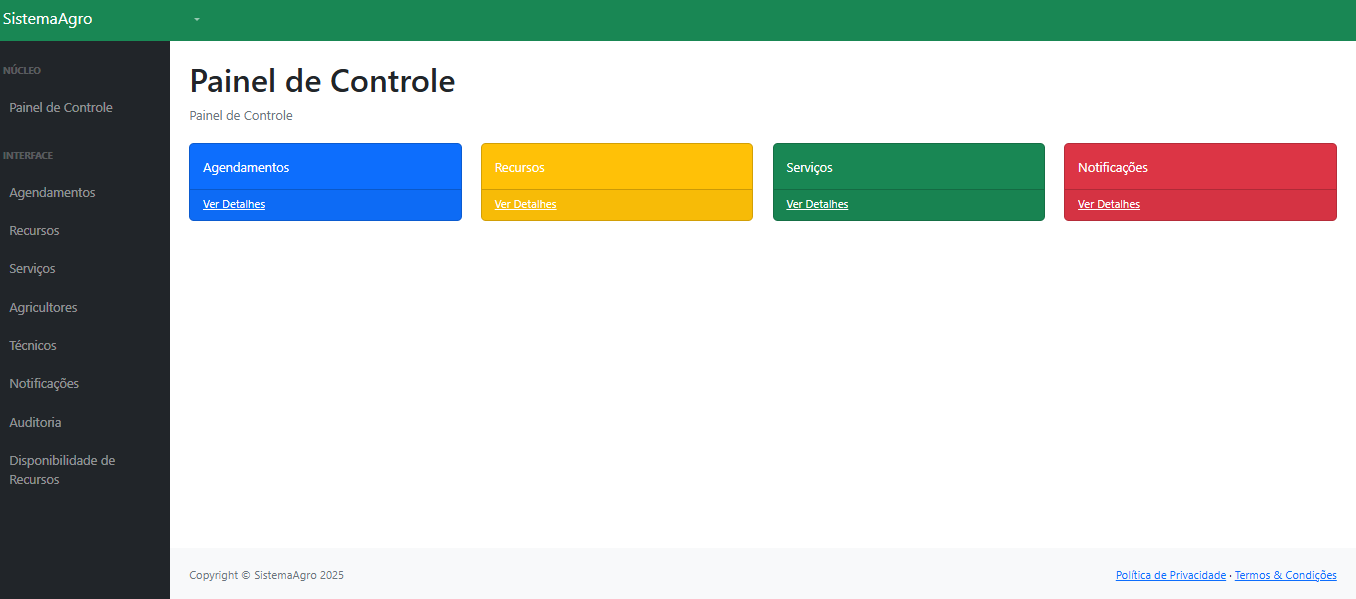 SistemaAgro
NÚCLEO
Painel de Controle
INTERFACE
Agendamentos
Recursos
Serviços
Agricultores
Técnicos
Notificações
Auditoria
Disponibilidade de
Recursos
Painel de Controle
Painel de Controle
Agendamentos
Ver Detalhes
Recursos
Ver Detalhes
Serviços
Ver Detalhes
Notificações
Ver Detalhes
Copyright © SistemaAgro 2025
Política de Privacidade · Termos & Condições